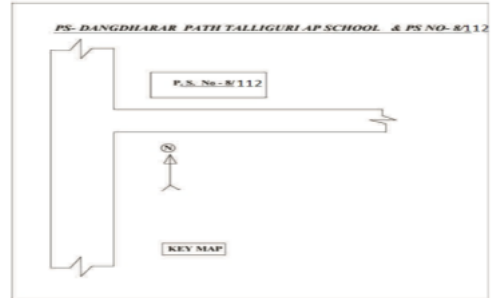 PS- DANGDHARAR PATH TALLIGURI AP SCHOOL & PS NO- 8/112
P.S. No - 8/112
N
KEY MAP